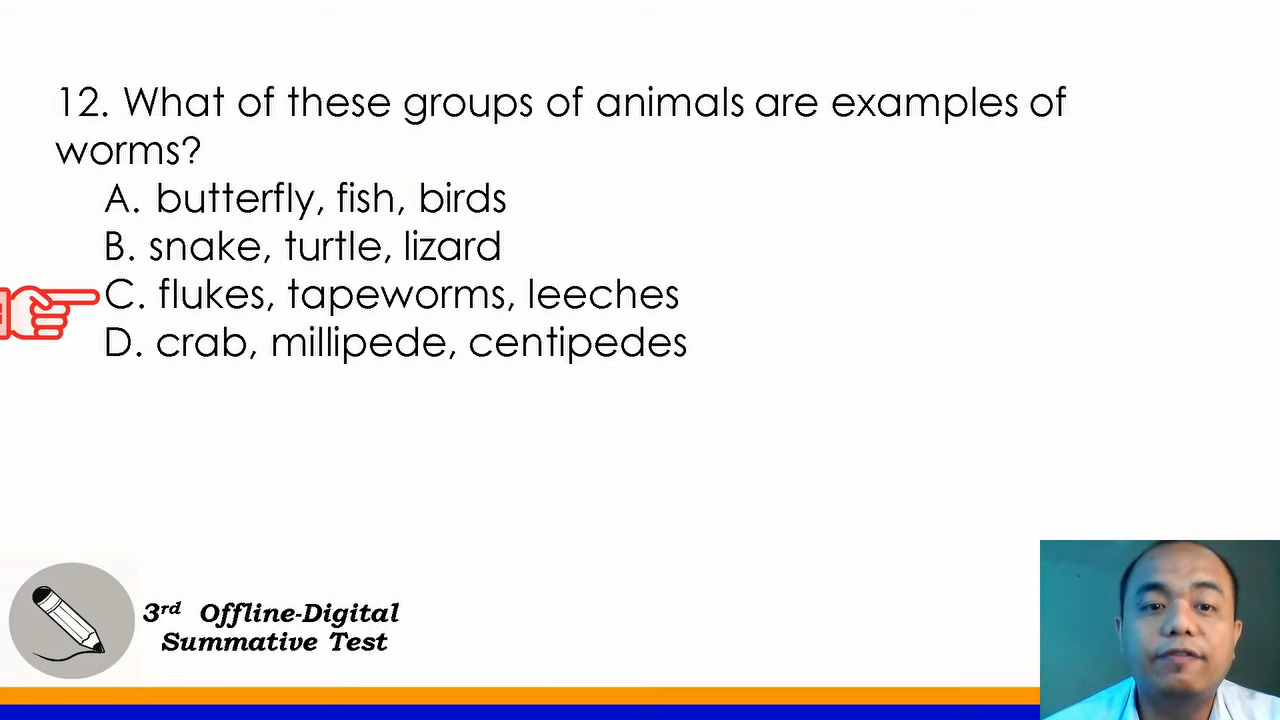 12. What of these groups of animals are examples of
worms?
A. butterfly, fish, birds
B. snake, turtle, lizard
C. flukes, tapeworms, leeches
D. crab, millipede, centipedes
3rd Offline-Digital
Summative Test